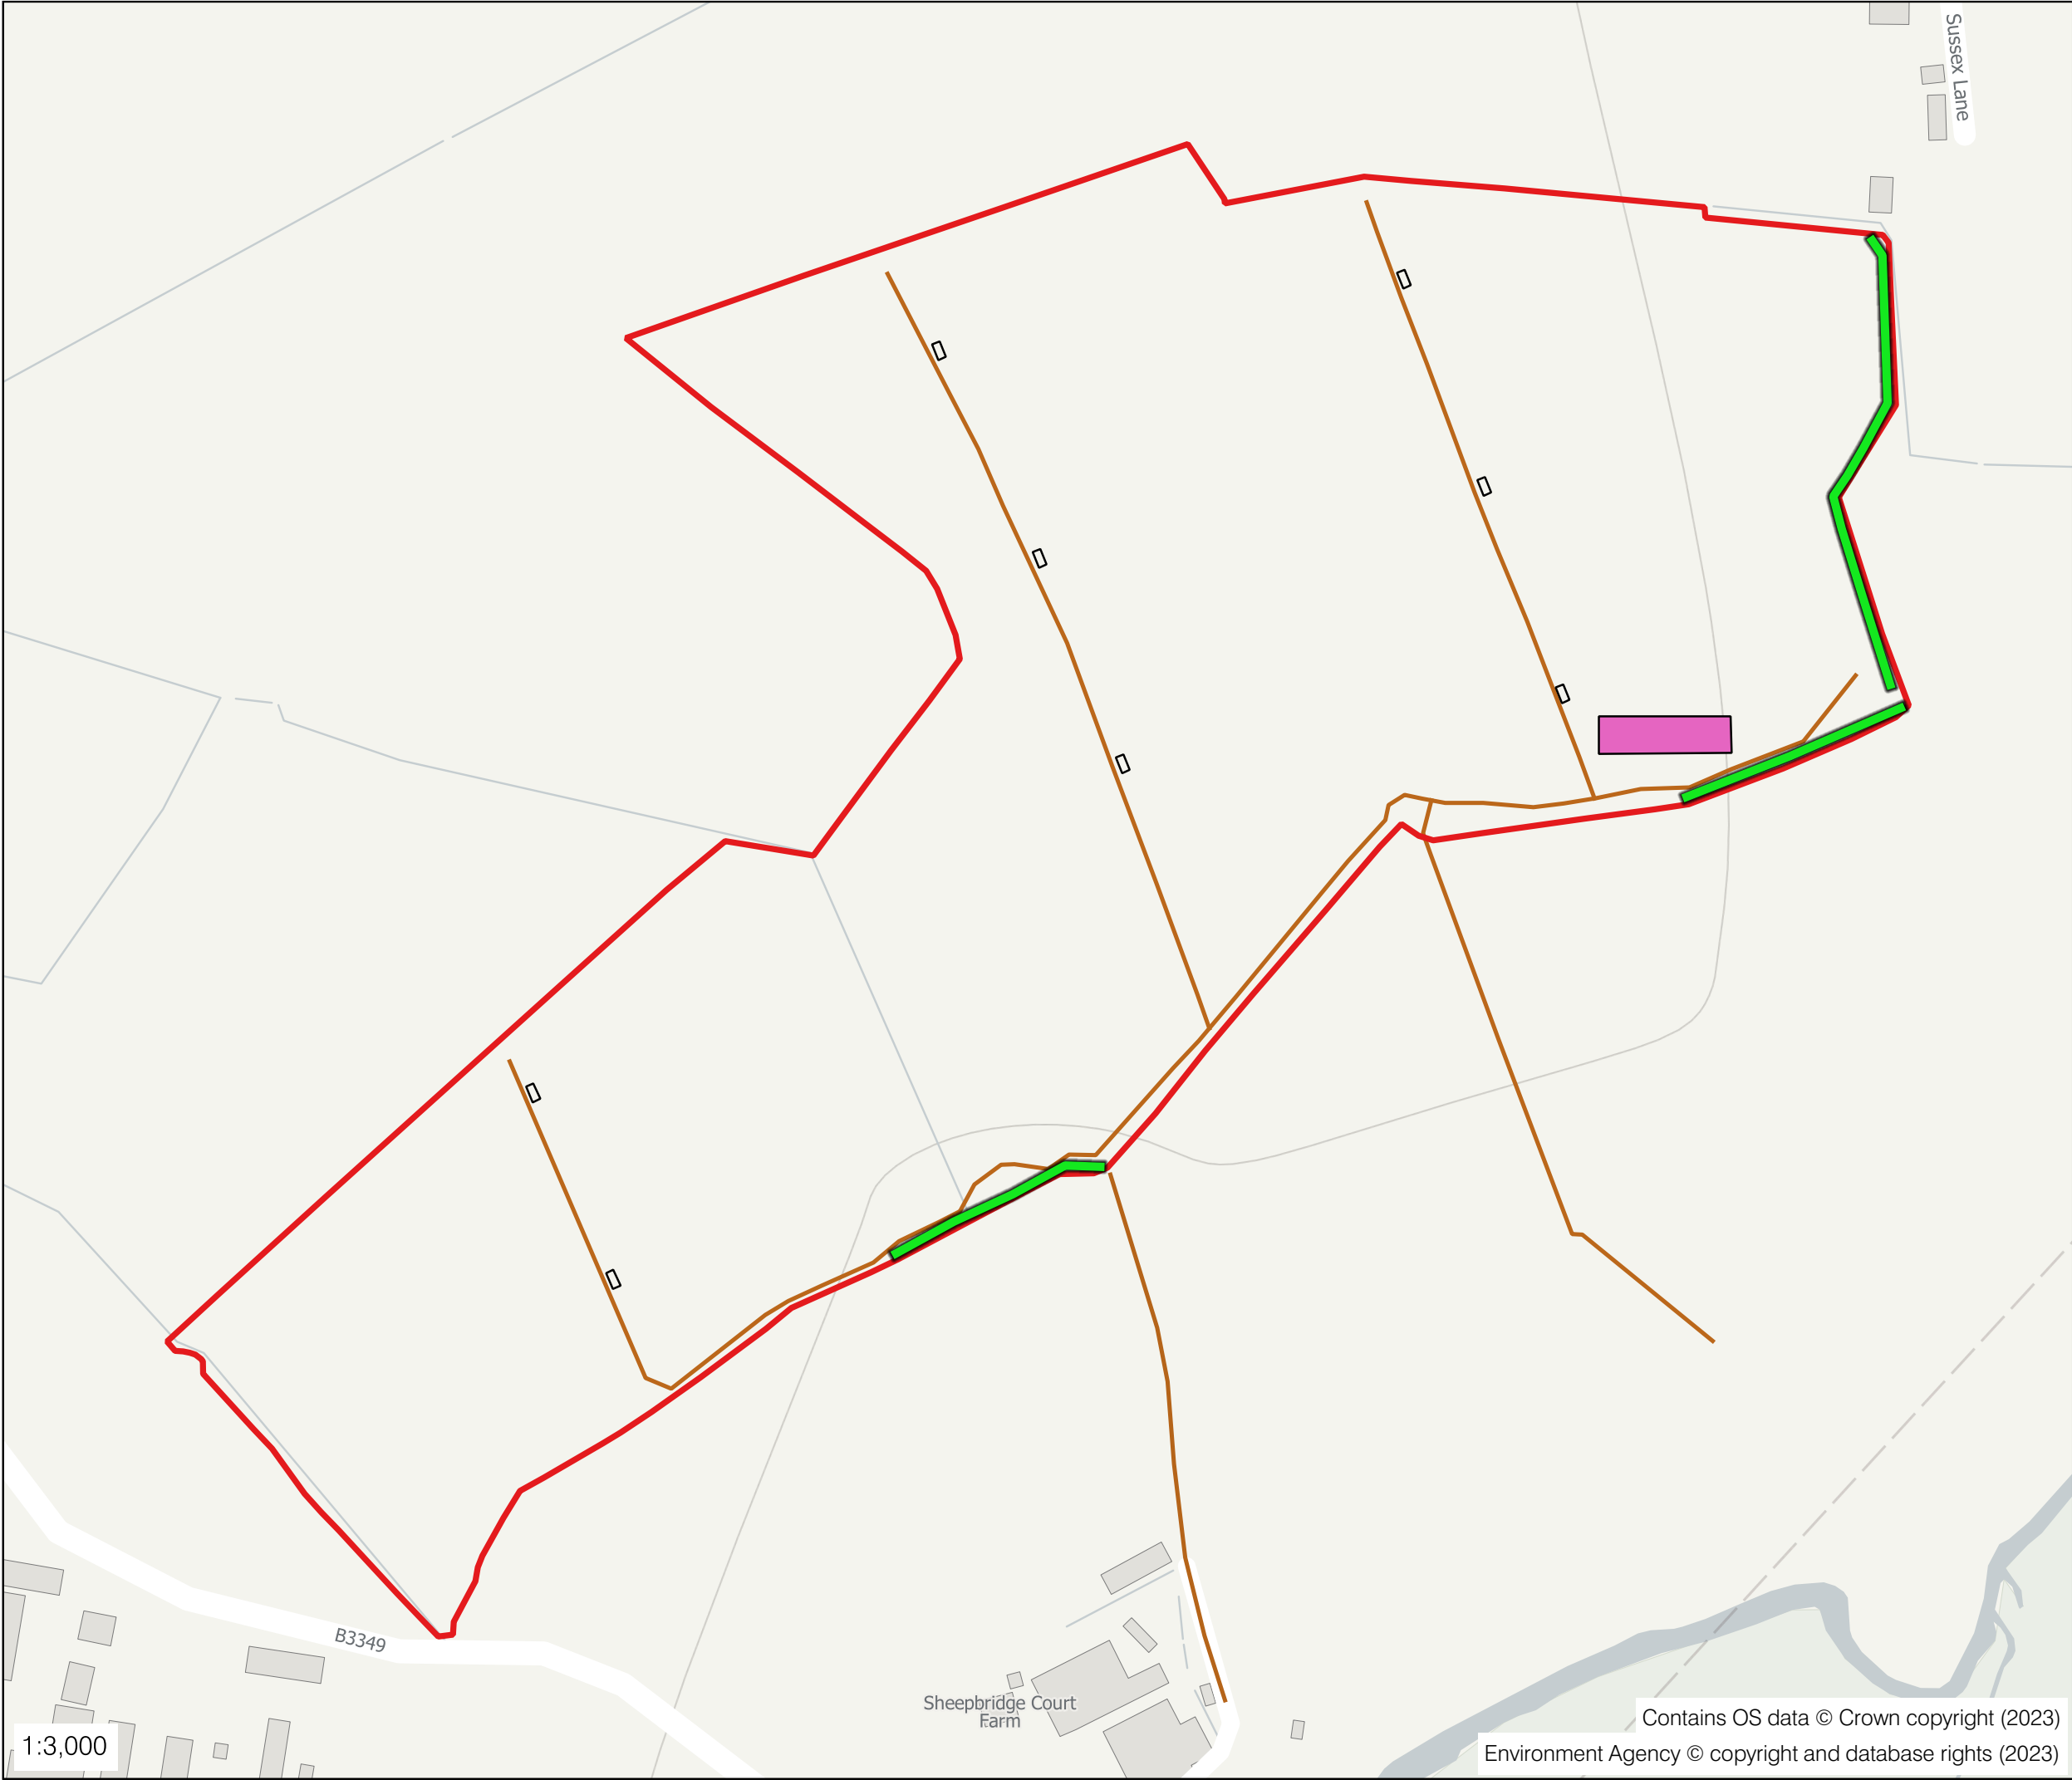 Sussex Lane
B3349
Sheepbridge Court
Farm
1:3,000
Contains OS data © Crown copyright (2023)
Environment Agency © copyright and database rights (2023)